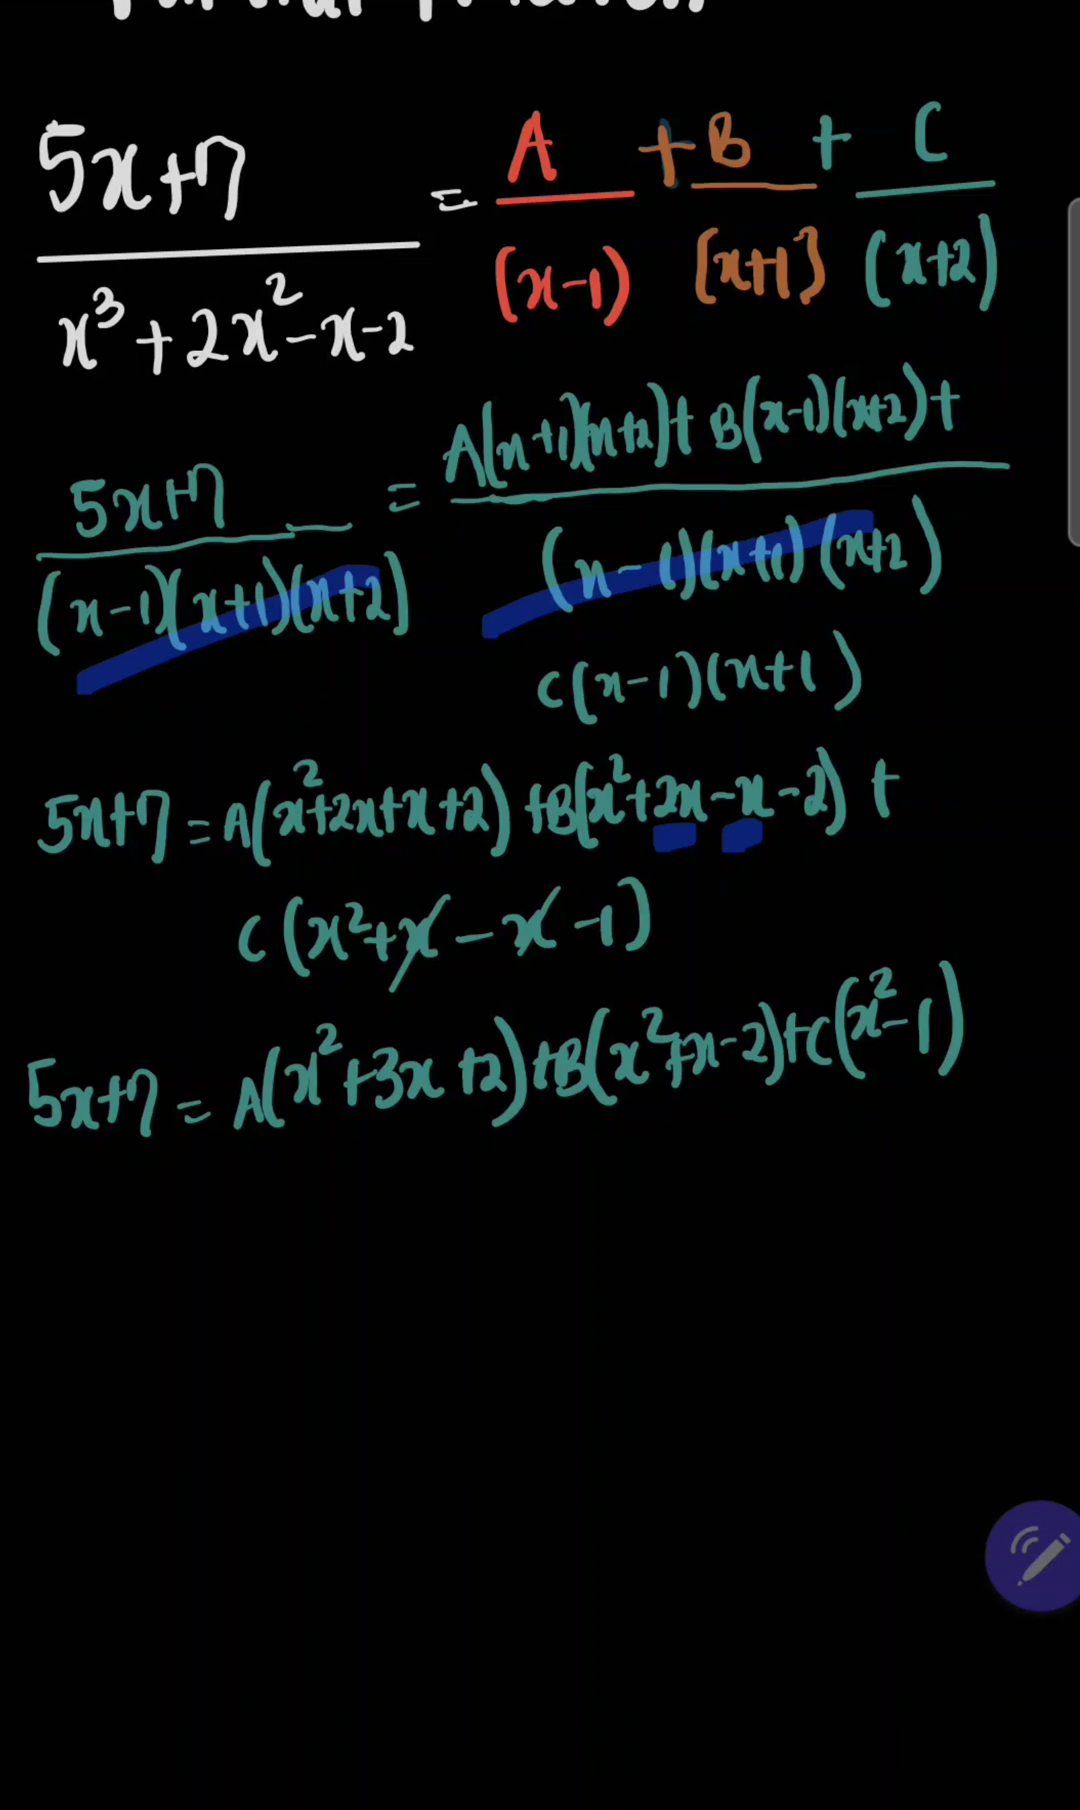 5x+7 / x³+2x²-x-2 = A/(x-1) + B/[x+1] + C/(x+2)
5x+7 / (x-1)(x+1)(x+2) = A(x+1)(x+2)+ B(x-1)(x+2)+ / (x-1)(x+1)(x+2)
C(x-1)(x+1)
5x+7 = A(x²+2x+x+2) +B(x²+2x-x-2) +
C(x²+x-x-1)
5x+7 = A(x²+3x+2)+B(x²+x-2)+C(x²-1)